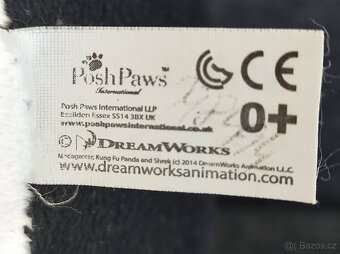 PoshPaws
International
CE
Posh Paws International LLP
Basildon Essex SS14 3BX UK
www.poshpawsinternational.co.uk
0+
DREAMWORKS
Madagascar, Kung Fu Panda and Shrek (c) 2014 DreamWorks Animation L.L.C.
www.dreamworksanimation.com
bazos.cz